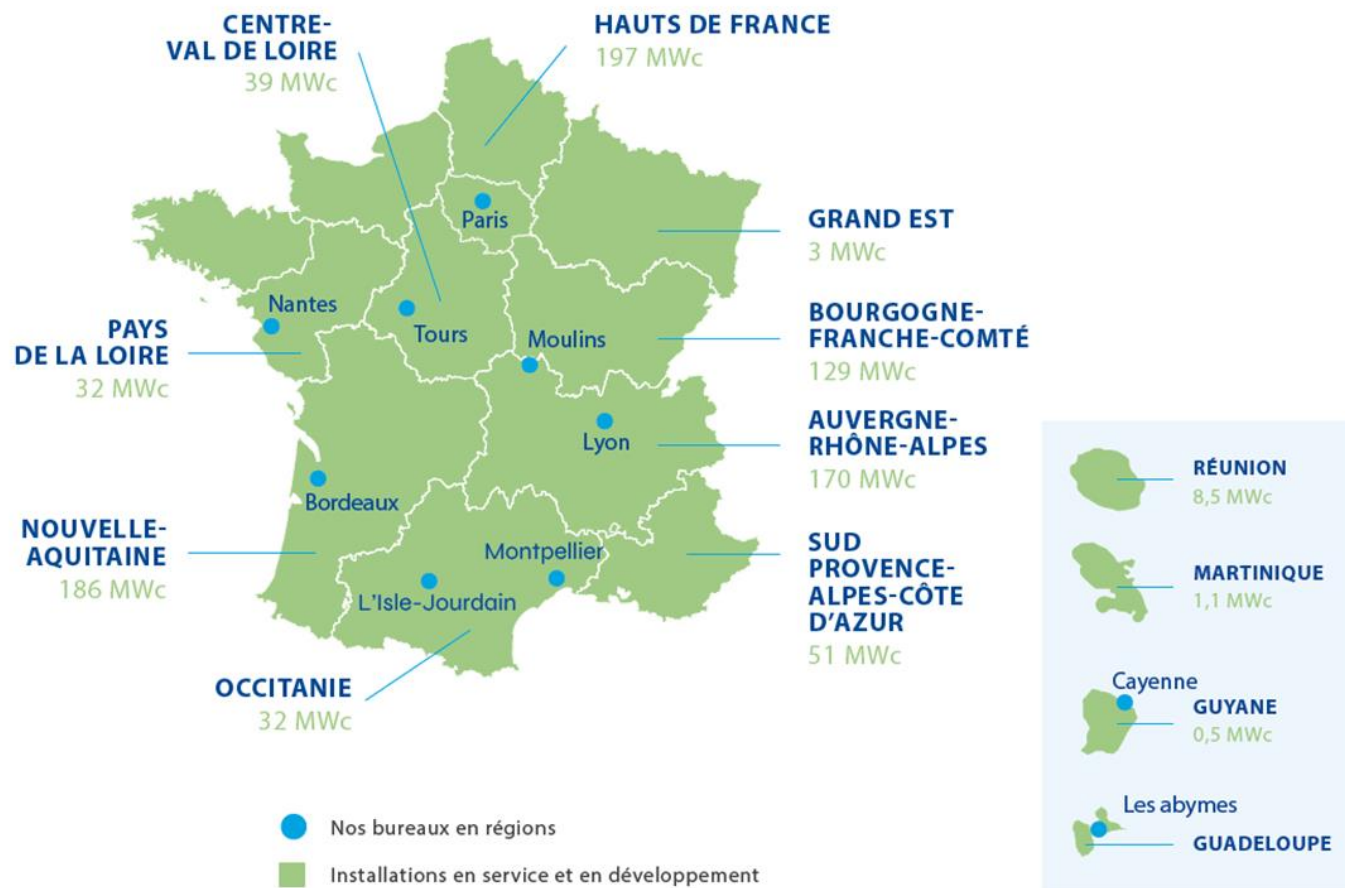 CENTRE-
VAL DE LOIRE
39 MWc
HAUTS DE FRANCE
197 MWc
Paris
GRAND EST
3 MWc
Nantes
PAYS
DE LA LOIRE
32 MWc
Tours
Moulins
BOURGOGNE-
FRANCHE-COMTÉ
129 MWc
Lyon
AUVERGNE-
RHÔNE-ALPES
170 MWc
Bordeaux
NOUVELLE-
AQUITAINE
186 MWc
Montpellier
L'Isle-Jourdain
SUD
PROVENCE-
ALPES-CÔTE
D'AZUR
51 MWc
OCCITANIE
32 MWc
RÉUNION
8,5 MWc
MARTINIQUE
1,1 MWc
Cayenne
GUYANE
0,5 MWc
Les abymes
GUADELOUPE
Nos bureaux en régions
Installations en service et en développement